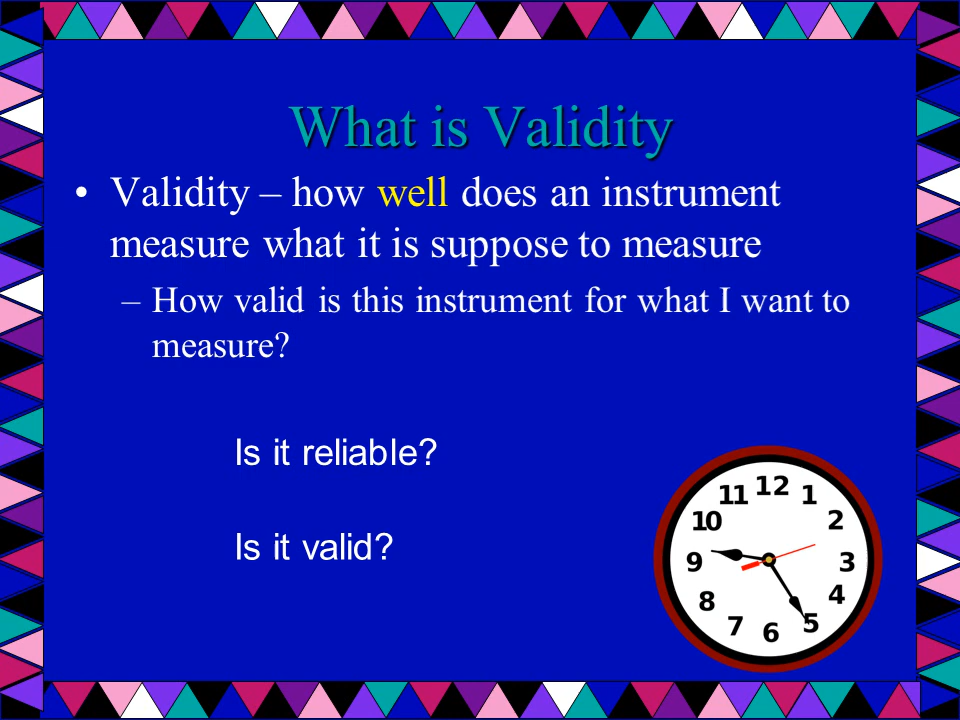 What is Validity
• Validity – how well does an instrument
measure what it is suppose to measure
– How valid is this instrument for what I want to
measure?
Is it reliable?
Is it valid?
12
11 1
10 2
9 3
8 4
7 5
6